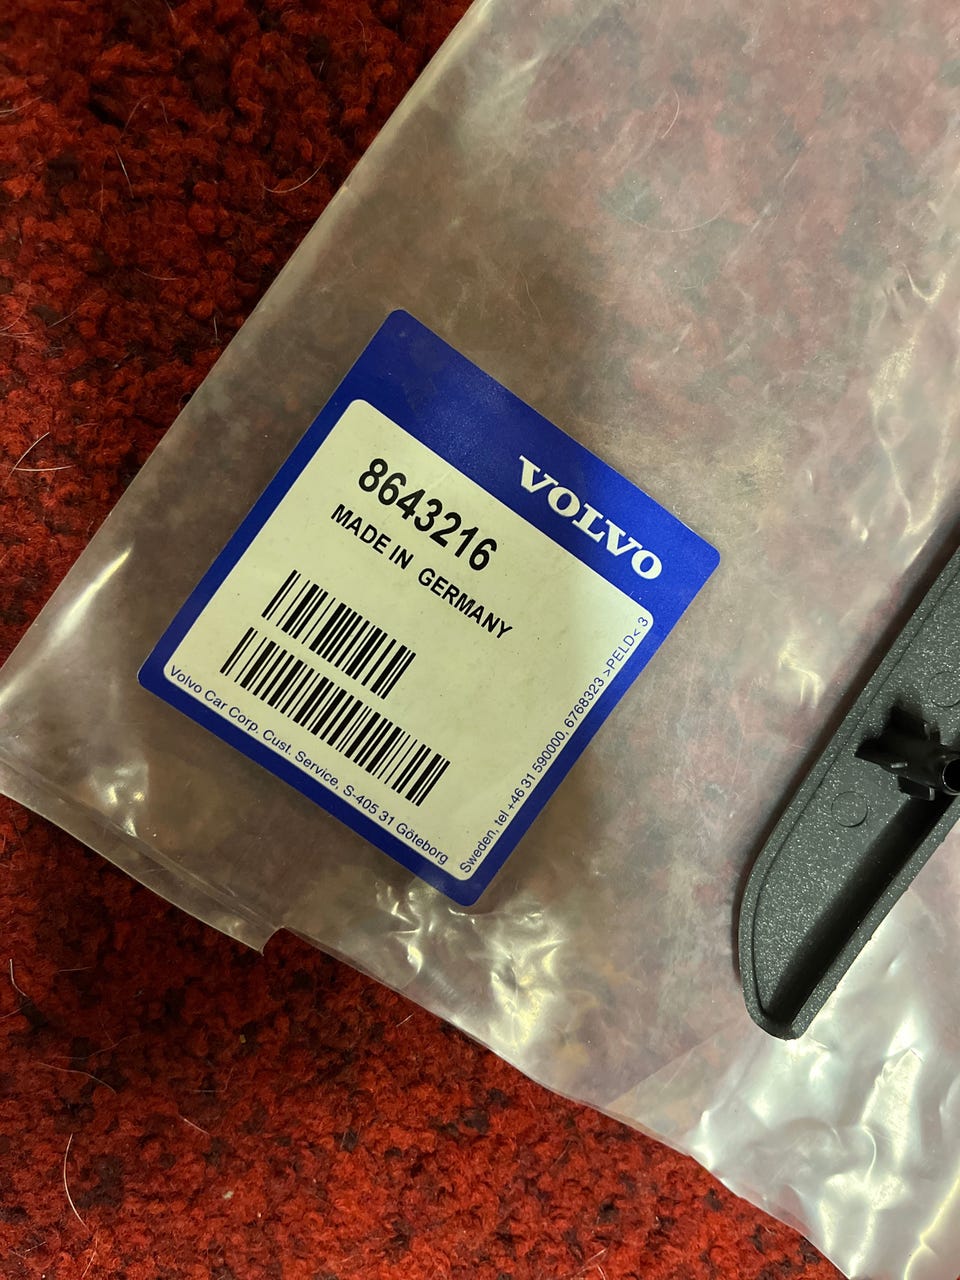 VOLVO
8643216
MADE IN GERMANY
Volvo Car Corp. Cust. Service, S-405 31 Göteborg
Sweden, tel +46 31 590000, 6768323 >PELD< 3